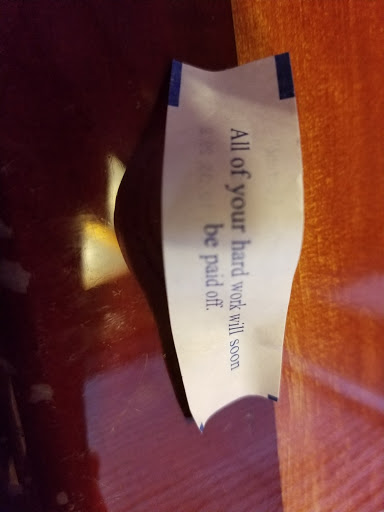 All of your hard work will soon
be paid off.